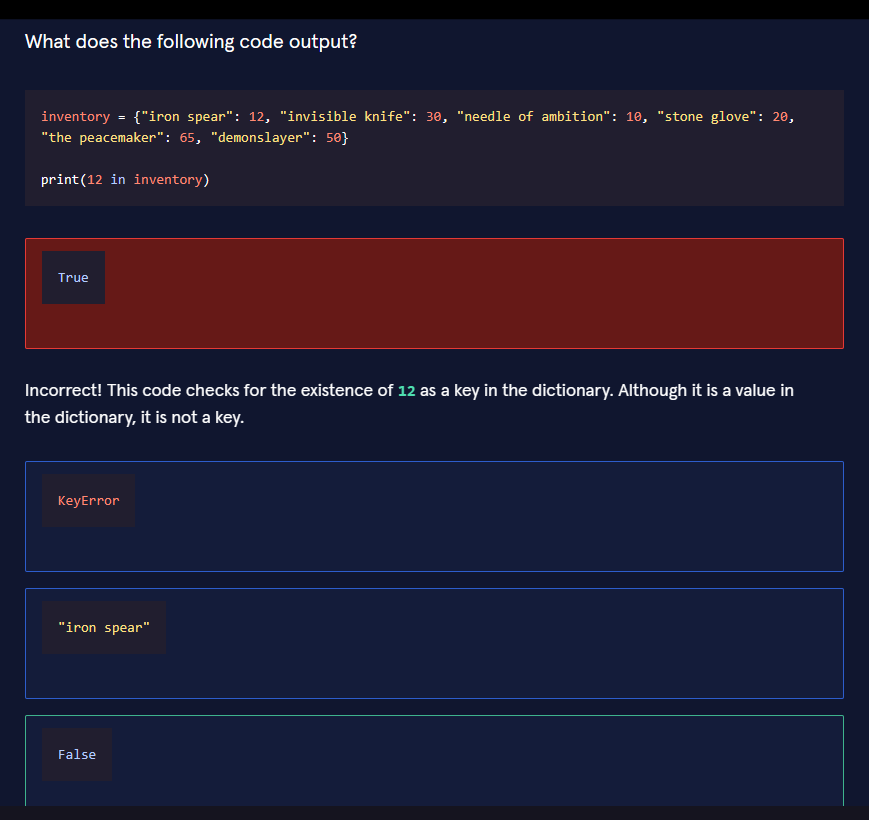 What does the following code output?
inventory = {"iron spear": 12, "invisible knife": 30, "needle of ambition": 10, "stone glove": 20,
"the peacemaker": 65, "demonslayer": 50}
print(12 in inventory)
True
Incorrect! This code checks for the existence of 12 as a key in the dictionary. Although it is a value in
the dictionary, it is not a key.
KeyError
"iron spear"
False